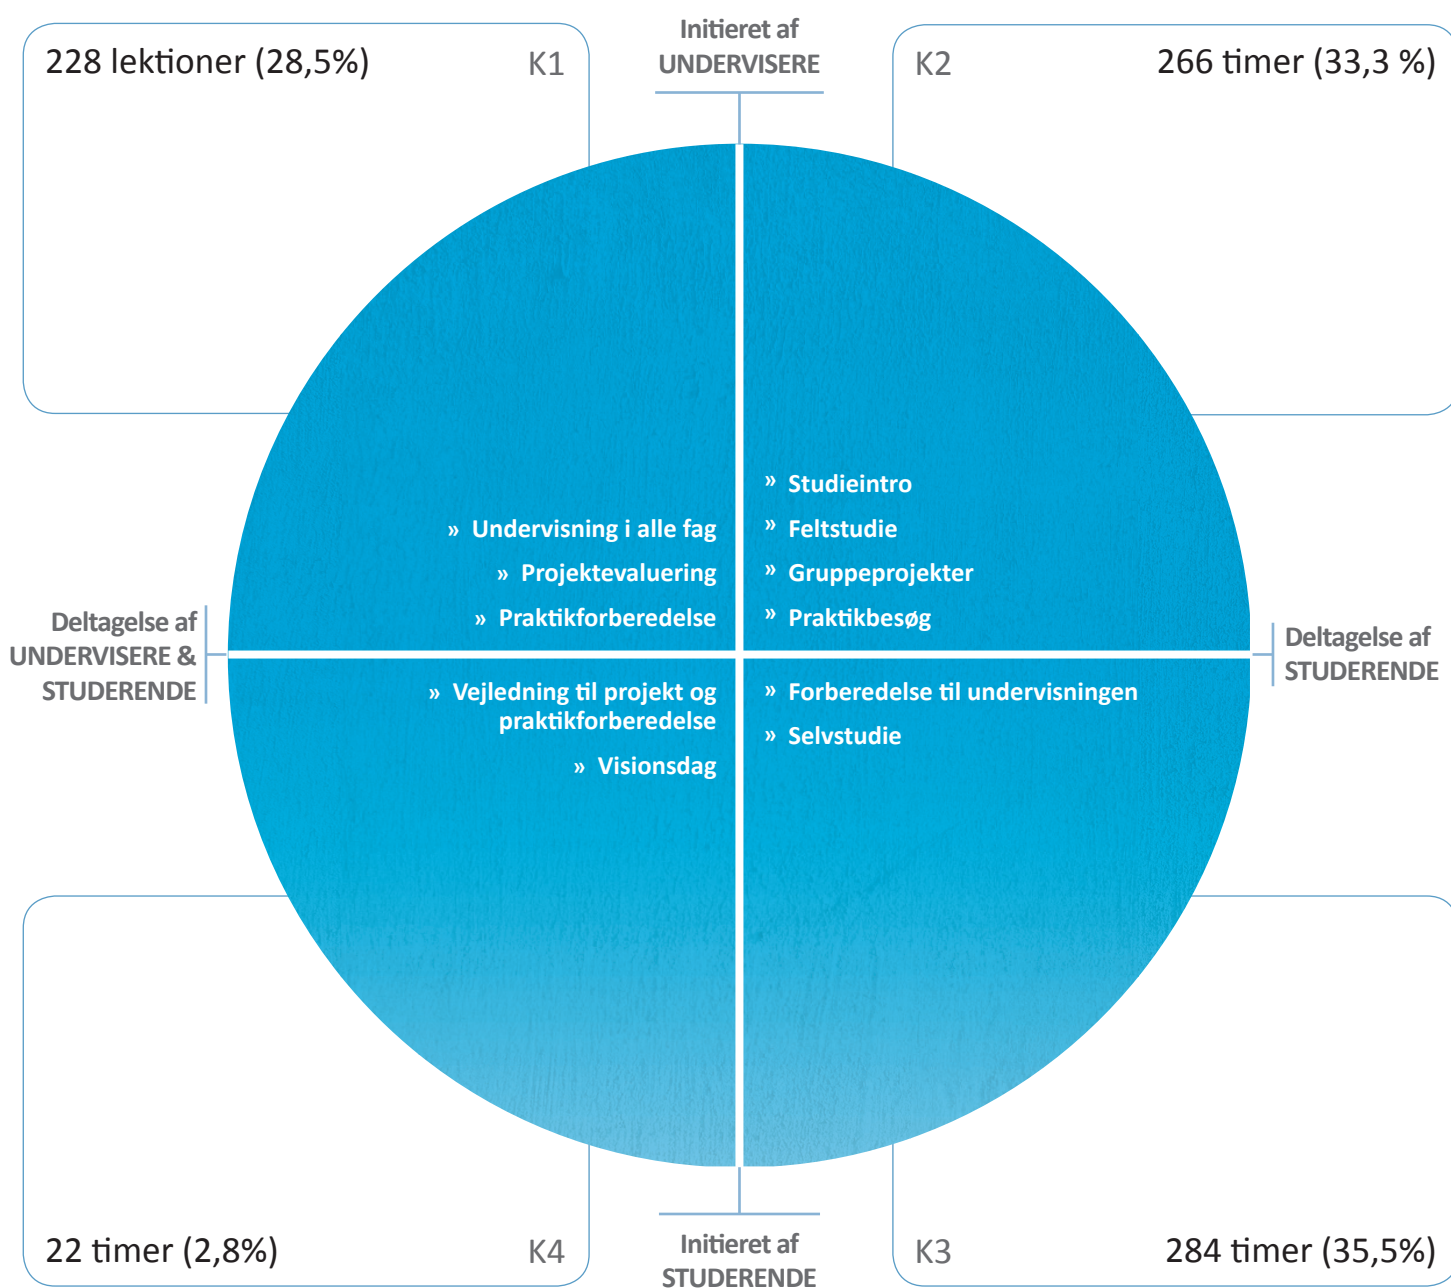 228 lektioner (28,5%)
K1
Initieret af
UNDERVISERE
K2
266 timer (33,3 %)
» Undervisning i alle fag
» Projektevaluering
» Praktikforberedelse
» Studieintro
» Feltstudie
» Gruppeprojekter
» Praktikbesøg
Deltagelse af
UNDERVISERE &
STUDERENDE
Deltagelse af
STUDERENDE
» Vejledning til projekt og
praktikforberedelse
» Visionsdag
» Forberedelse til undervisningen
» Selvstudie
22 timer (2,8%)
K4
Initieret af
STUDERENDE
K3
284 timer (35,5%)